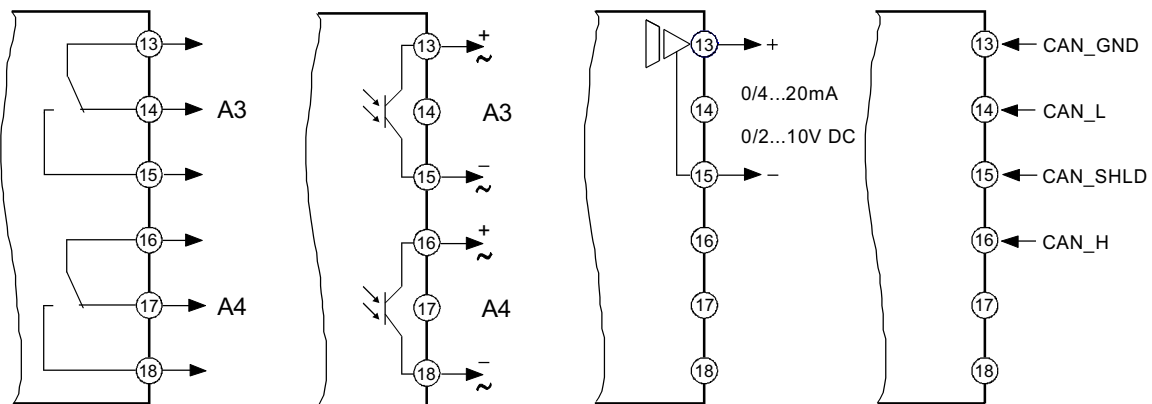 13
14 A3
15
16
17 A4
18
13 + ~
14 A3
15 – ~
16 + ~
17 A4
18 – ~
13 +
14 0/4...20mA
0/2...10V DC
15 –
16
17
18
13 CAN_GND
14 CAN_L
15 CAN_SHLD
16 CAN_H
17
18